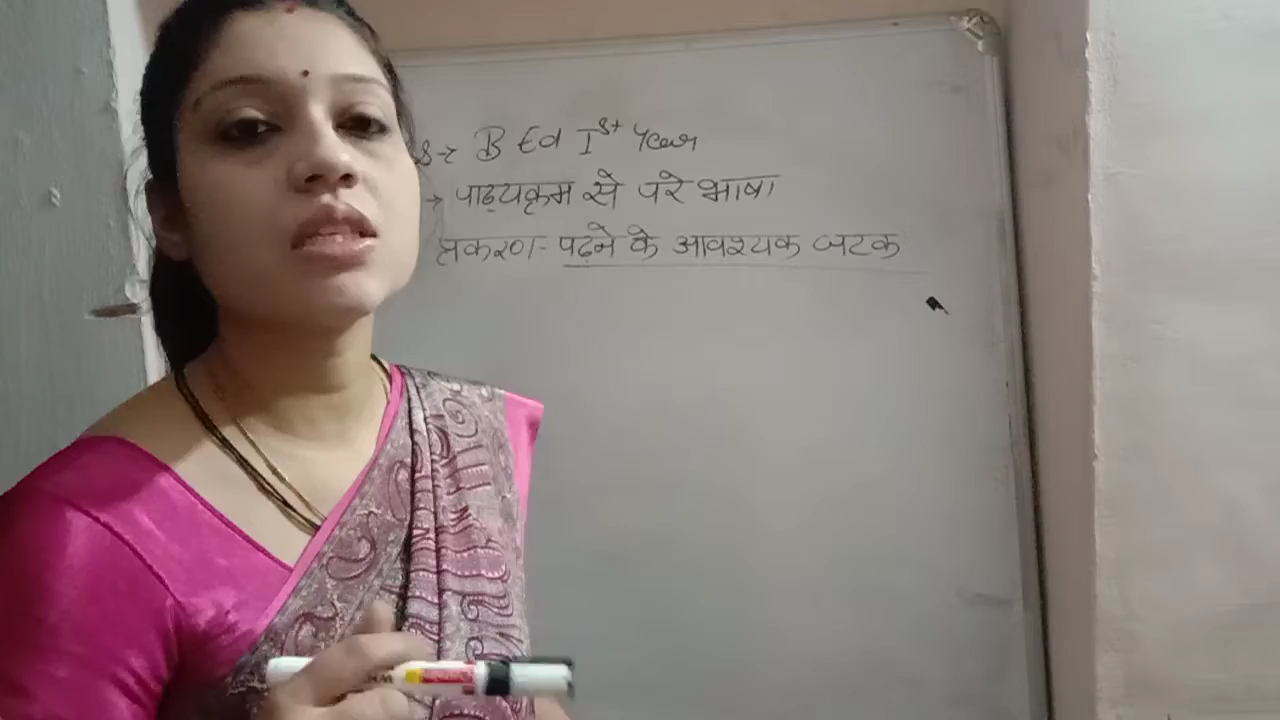 B Ed Ist Year
→ पाठ्यक्रम से परे भाषा
प्रकरण:- पढ़ने के आवश्यक घटक